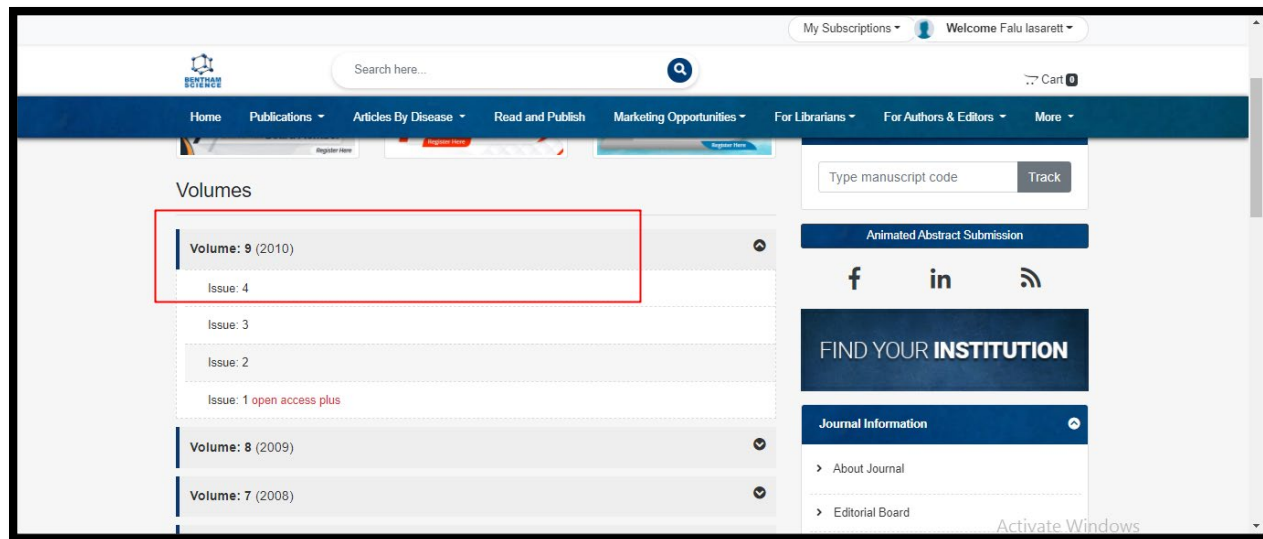 My Subscriptions
Welcome Falu Iasarett
BENTHAM
SCIENCE
Search here...
Cart 0
Home Publications Articles By Disease Read and Publish Marketing Opportunities For Librarians For Authors & Editors More
Register Here
Register Here
Register Here
Volumes
Type manuscript code
Track
Volume: 9 (2010)
Issue: 4
Issue: 3
Issue: 2
Issue: 1 open access plus
Volume: 8 (2009)
Volume: 7 (2008)
Animated Abstract Submission
f in
FIND YOUR INSTITUTION
Journal Information
About Journal
Editorial Board
Activate Windows